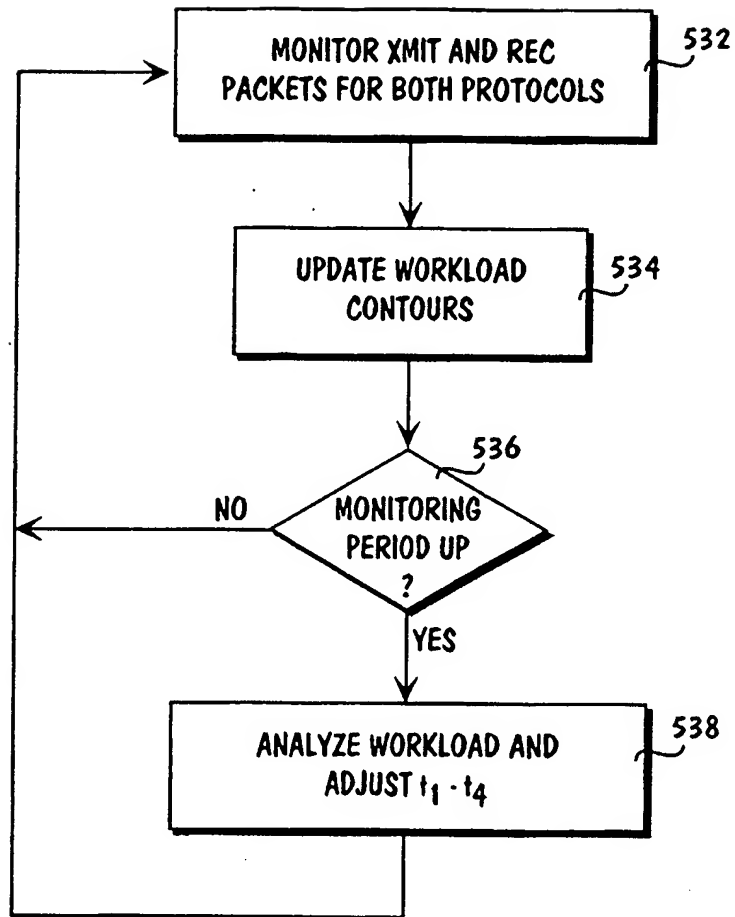 MONITOR XMIT AND REC
PACKETS FOR BOTH PROTOCOLS
532
UPDATE WORKLOAD
CONTOURS
534
536
MONITORING
PERIOD UP
?
NO
YES
ANALYZE WORKLOAD AND
ADJUST t₁ - t₄
538